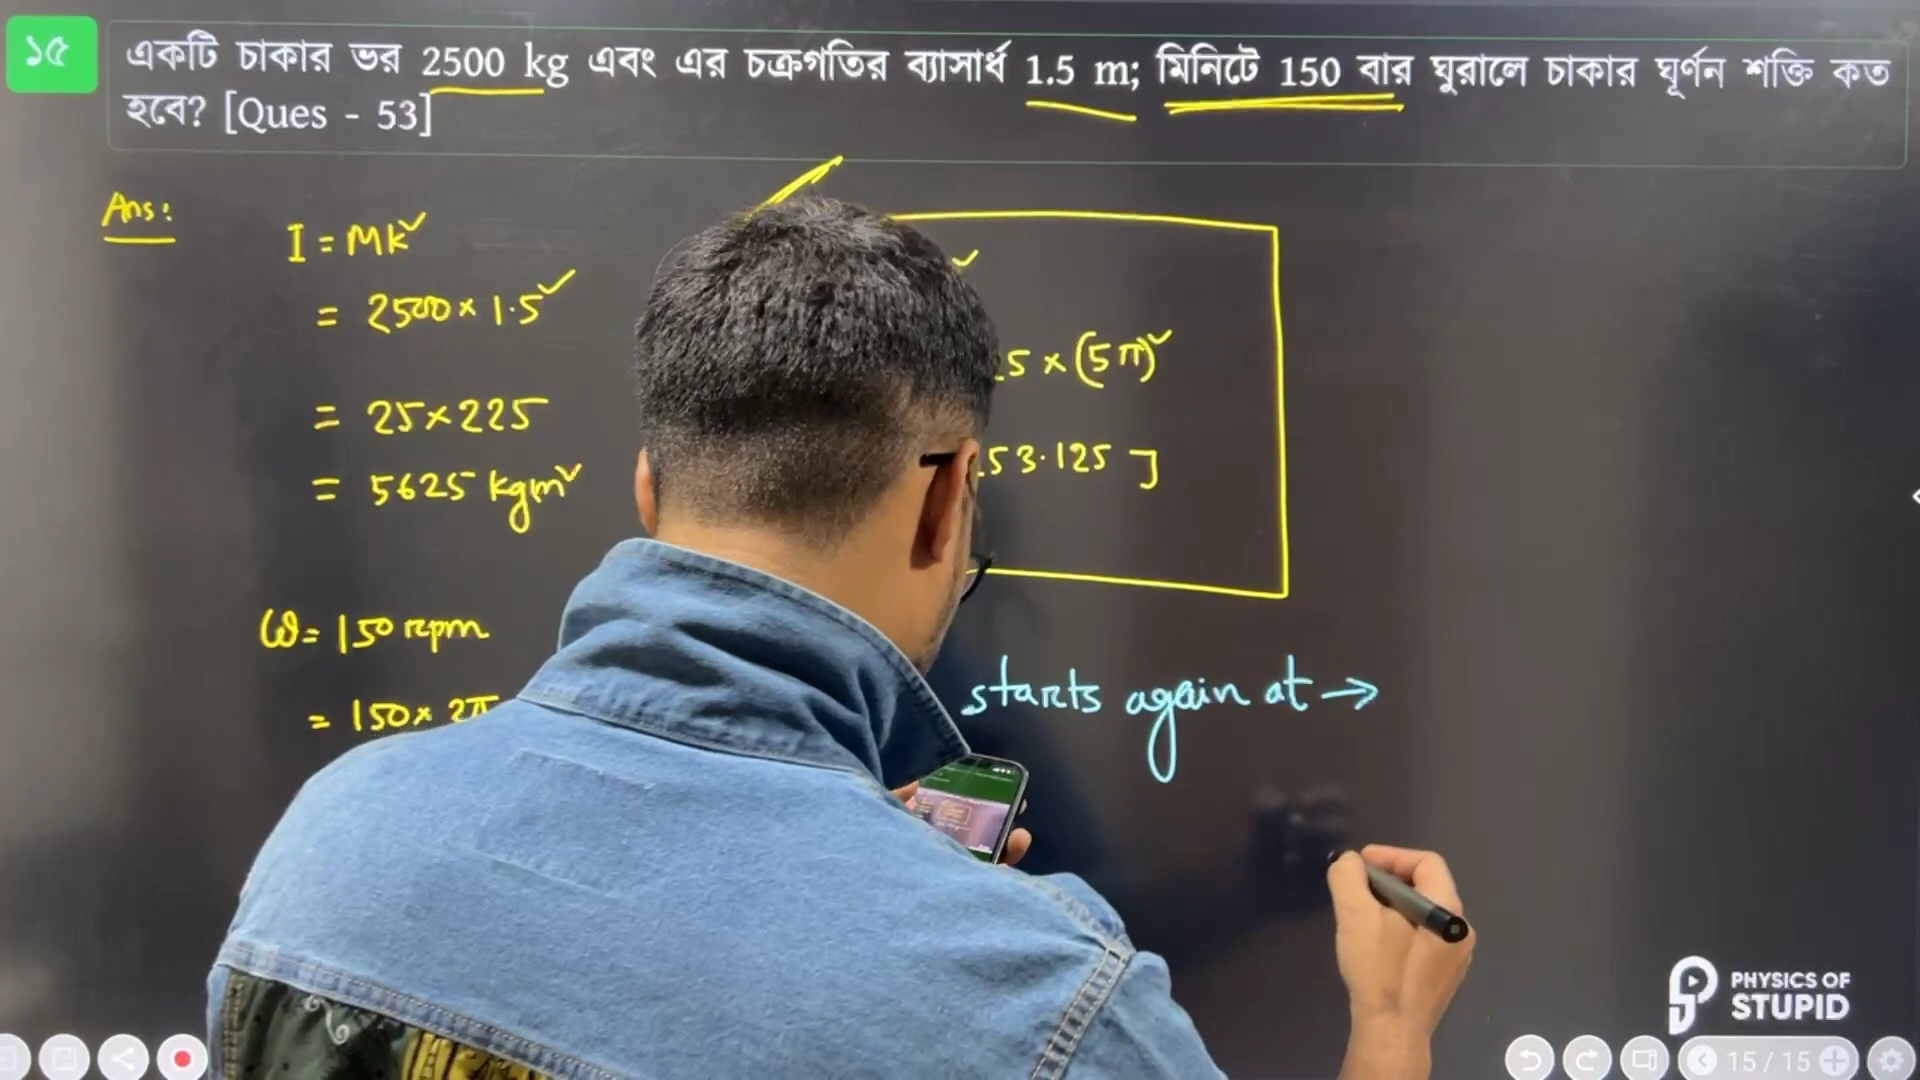 ১৫
একটি চাকার ভর 2500 kg এবং এর চক্রগতির ব্যাসার্ধ 1.5 m; মিনিটে 150 বার ঘুরালে চাকার ঘূর্ণন শক্তি কত
হবে? [Ques - 53]
Ans:
I = MK²
= 2500 × 1.5²
= 25 × 225
= 5625 kgm²
ω = 150 rpm
= 150 × 2π
5 × (5π)²
53.125 J
starts again at →
PHYSICS OF
STUPID
15 / 15